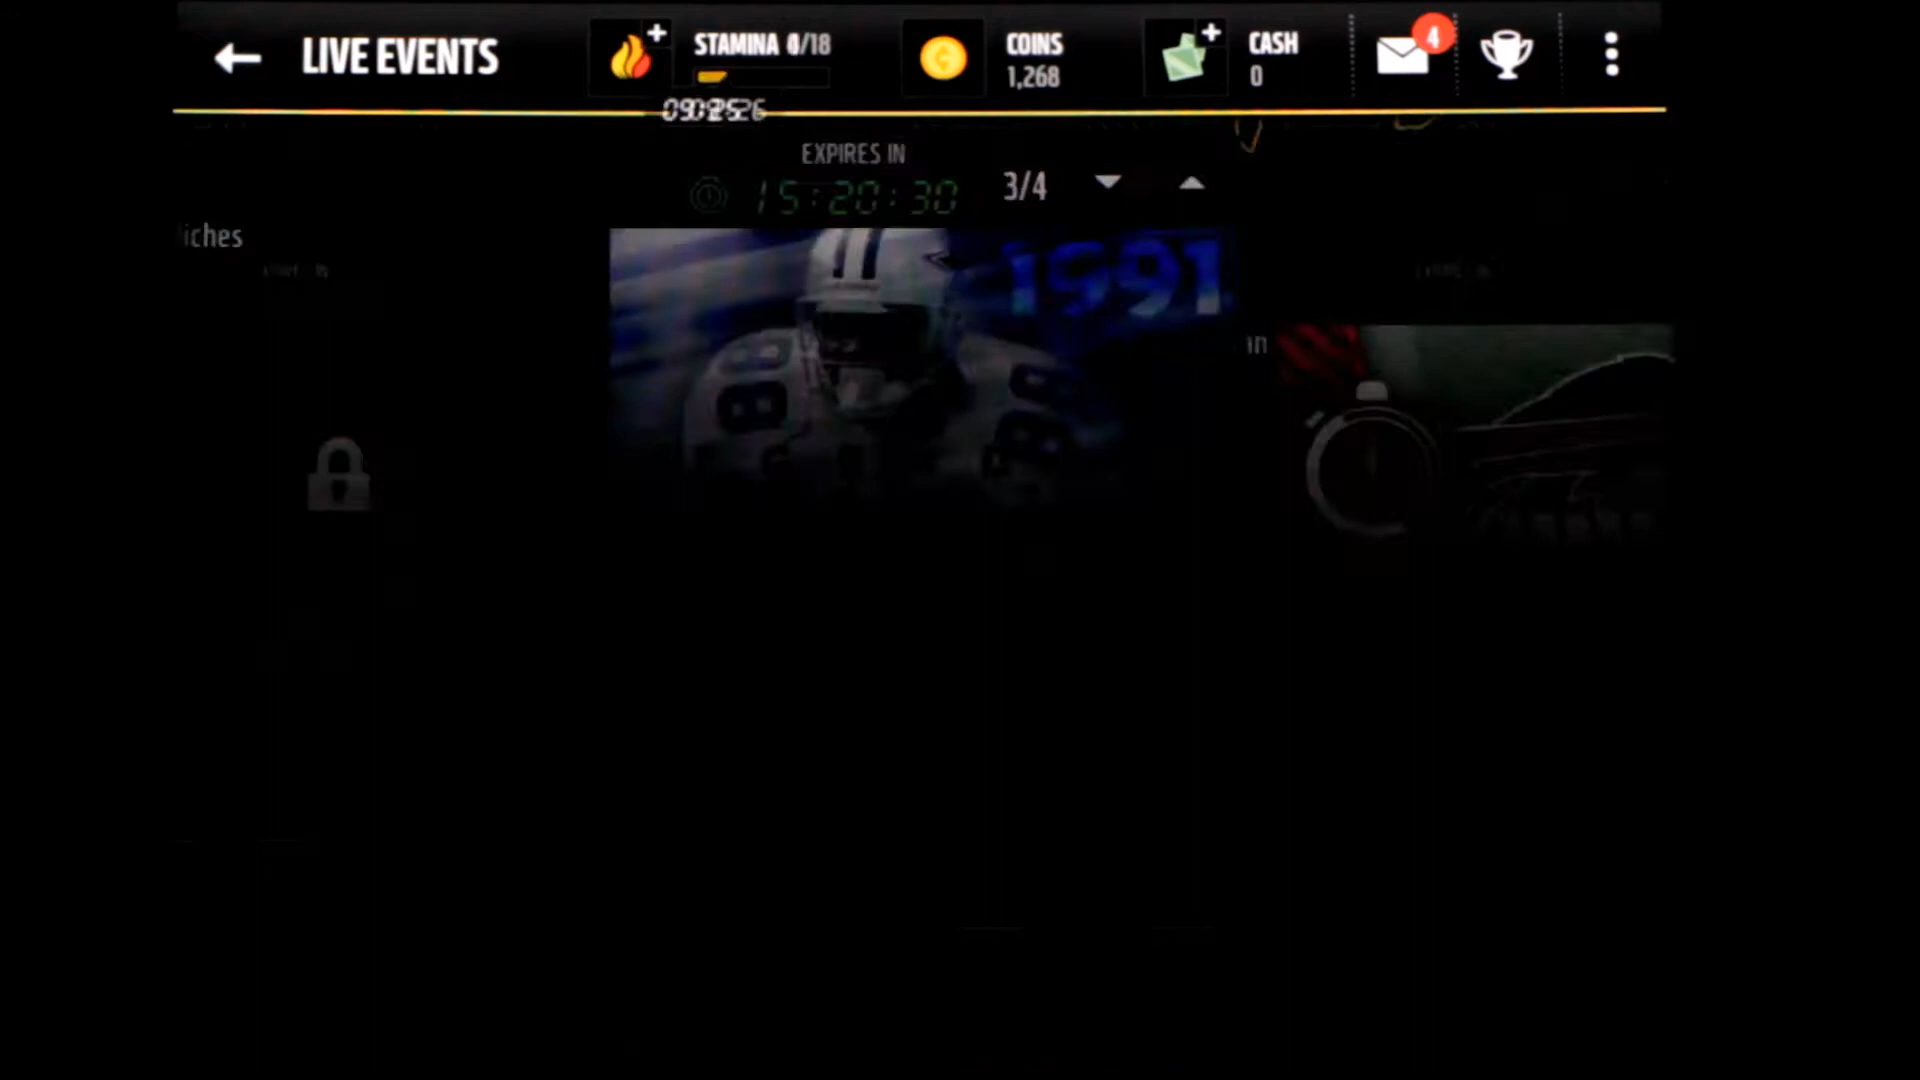 LIVE EVENTS
STAMINA /18
COINS
1,268
CASH
0
4
EXPIRES IN
15:20:30
3/4
iches
1991
in